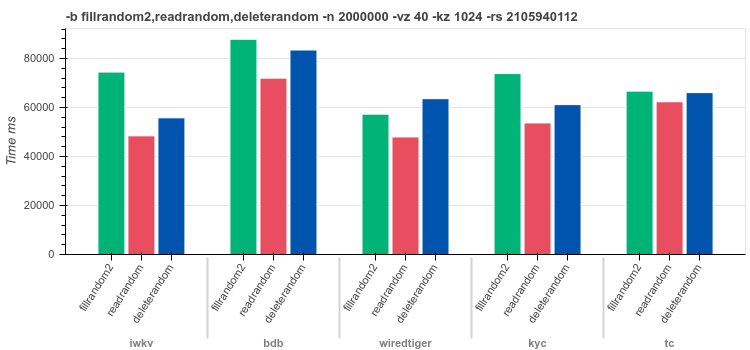 -b fillrandom2,readrandom,deleterandom -n 2000000 -vz 40 -kz 1024 -rs 2105940112
Time ms
80000
60000
40000
20000
0
fillrandom2 readrandom deleterandom fillrandom2 readrandom deleterandom fillrandom2 readrandom deleterandom fillrandom2 readrandom deleterandom fillrandom2 readrandom deleterandom
iwkv bdb wiredtiger kyc tc